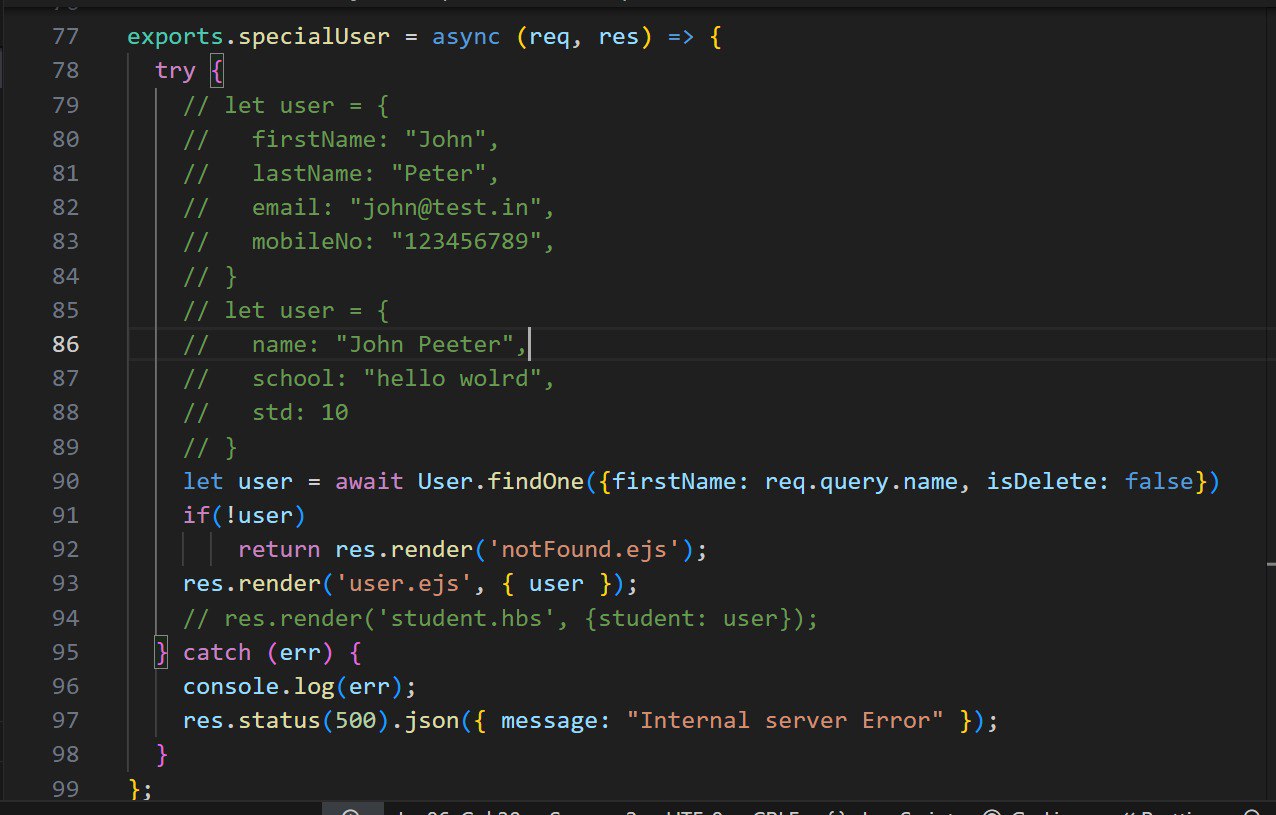 77 exports.specialUser = async (req, res) => {
78 try {
79 // let user = {
80 // firstName: "John",
81 // lastName: "Peter",
82 // email: "john@test.in",
83 // mobileNo: "123456789",
84 // }
85 // let user = {
86 // name: "John Peeter",
87 // school: "hello wolrd",
88 // std: 10
89 // }
90 let user = await User.findOne({firstName: req.query.name, isDelete: false})
91 if(!user)
92 return res.render('notFound.ejs');
93 res.render('user.ejs', { user });
94 // res.render('student.hbs', {student: user});
95 } catch (err) {
96 console.log(err);
97 res.status(500).json({ message: "Internal server Error" });
98 }
99 };